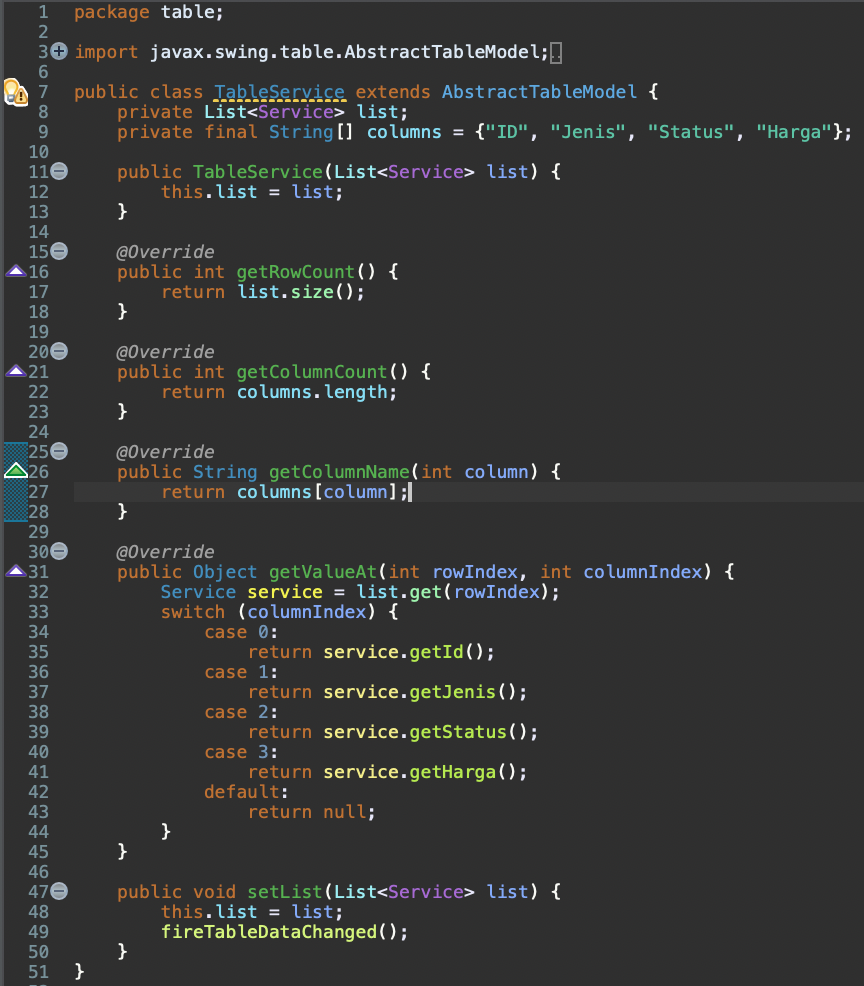 1 package table;
2
3 import javax.swing.table.AbstractTableModel;
6
7 public class TableService extends AbstractTableModel {
8     private List<Service> list;
9     private final String[] columns = {"ID", "Jenis", "Status", "Harga"};
10
11     public TableService(List<Service> list) {
12         this.list = list;
13     }
14
15     @Override
16     public int getRowCount() {
17         return list.size();
18     }
19
20     @Override
21     public int getColumnCount() {
22         return columns.length;
23     }
24
25     @Override
26     public String getColumnName(int column) {
27         return columns[column];
28     }
29
30     @Override
31     public Object getValueAt(int rowIndex, int columnIndex) {
32         Service service = list.get(rowIndex);
33         switch (columnIndex) {
34             case 0:
35                 return service.getId();
36             case 1:
37                 return service.getJenis();
38             case 2:
39                 return service.getStatus();
40             case 3:
41                 return service.getHarga();
42             default:
43                 return null;
44         }
45     }
46
47     public void setList(List<Service> list) {
48         this.list = list;
49         fireTableDataChanged();
50     }
51 }